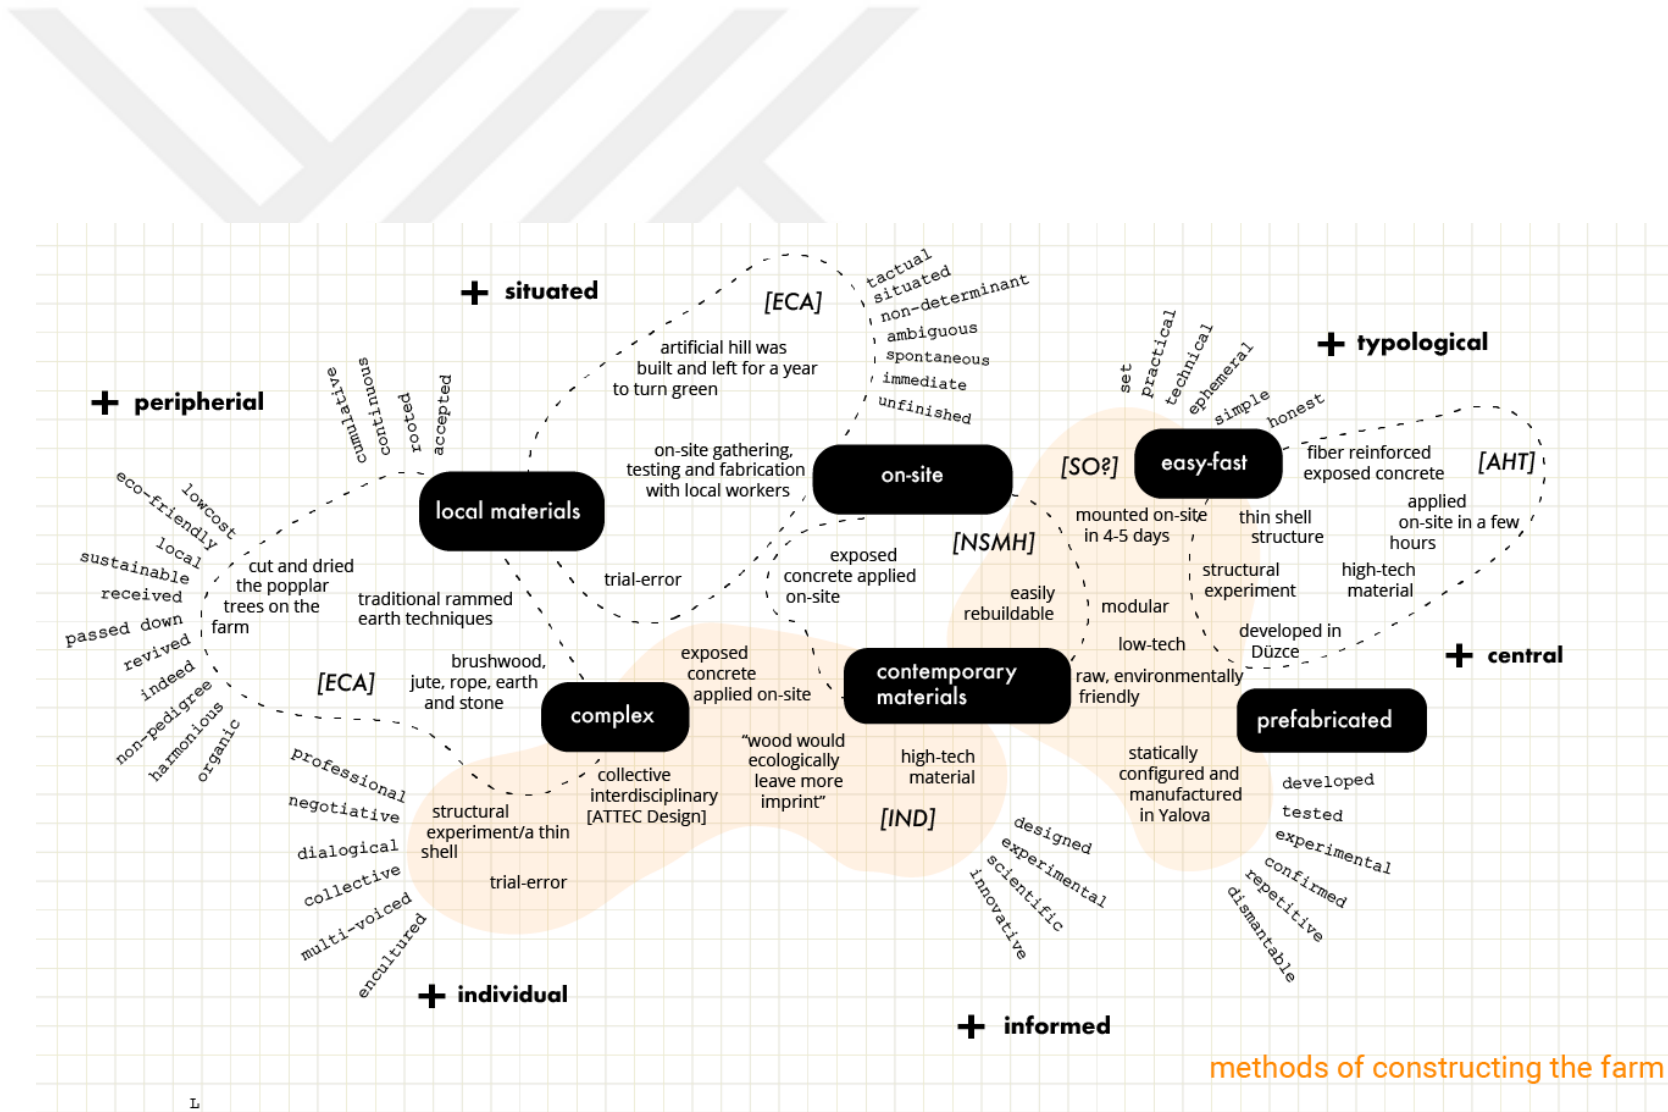 + situated
[ECA]
artificial hill was
built and left for a year
to turn green
tactual
situated
non-determinant
ambiguous
spontaneous
immediate
unfinished
+ peripherial
cumulative
continuous
rooted
accepted
set
practical
technical
ephemeral
simple
honest
+ typological
local materials
on-site gathering,
testing and fabrication
with local workers
on-site
[SO?]
easy-fast
fiber reinforced
exposed concrete
[AHT]
applied
on-site in a few
hours
mounted on-site
in 4-5 days
thin shell
structure
structural
experiment
high-tech
material
developed in
Düzce
lowcost
eco-friendly
local
sustainable
received
passed down
revived
indeed
non-pedigree
harmonious
organic
cut and dried
the popplar
trees on the
farm
traditional rammed
earth techniques
trial-error
exposed
concrete applied
on-site
[NSMH]
easily
rebuildable
modular
low-tech
raw, environmentally
friendly
+ central
[ECA]
brushwood,
jute, rope, earth
and stone
complex
exposed
concrete
applied on-site
contemporary
materials
prefabricated
“wood would
ecologically
leave more
imprint”
high-tech
material
[IND]
statically
configured and
manufactured
in Yalova
developed
tested
experimental
confirmed
repetitive
dismantable
professional
negotiative
dialogical
collective
multi-voiced
encultured
structural
experiment/a thin
shell
collective
interdisciplinary
[ATTEC Design]
trial-error
designed
experimental
scientific
innovative
+ individual
+ informed
methods of constructing the farm
L